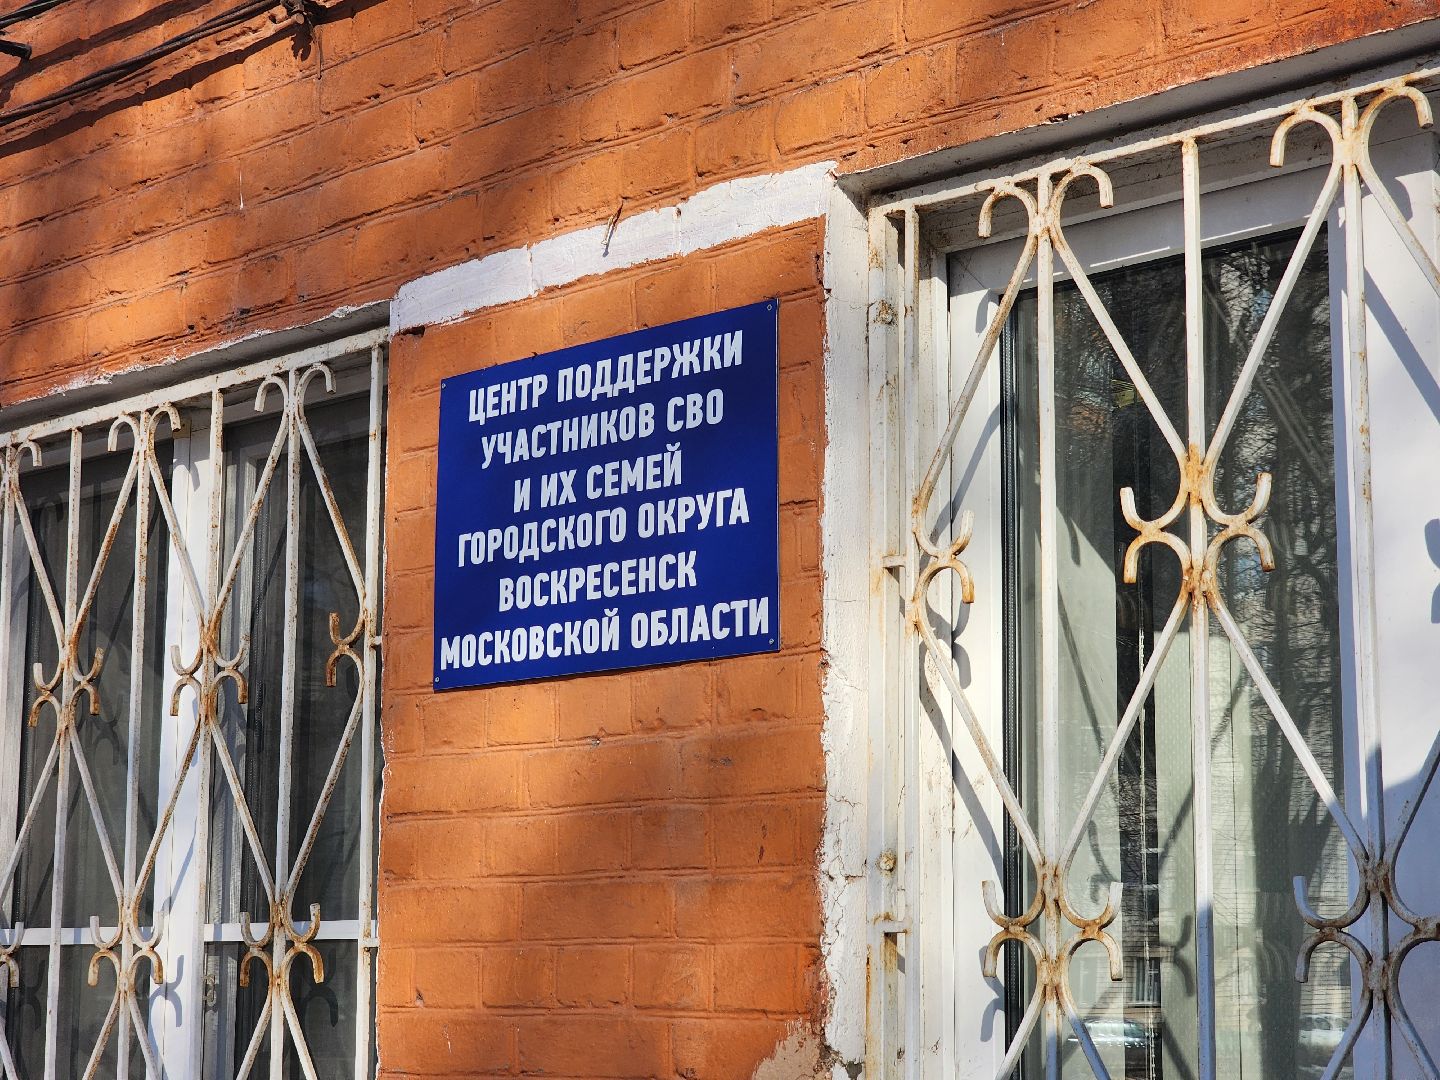 ЦЕНТР ПОДДЕРЖКИ
УЧАСТНИКОВ СВО
И ИХ СЕМЕЙ
ГОРОДСКОГО ОКРУГА
ВОСКРЕСЕНСК
МОСКОВСКОЙ ОБЛАСТИ